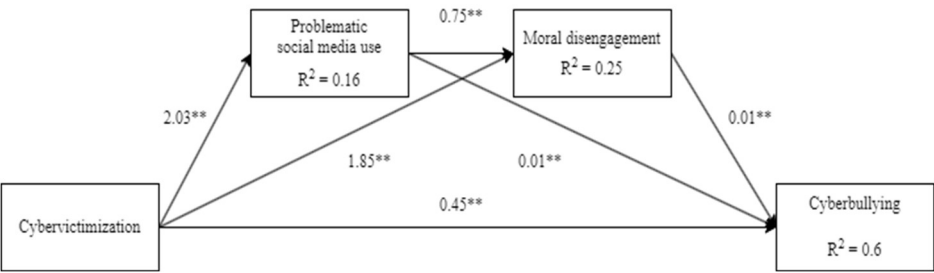 0.75**
Problematic
social media use
R² = 0.16
Moral disengagement
R² = 0.25
2.03**
0.01**
1.85**
0.01**
0.45**
Cybervictimization
Cyberbullying
R² = 0.6